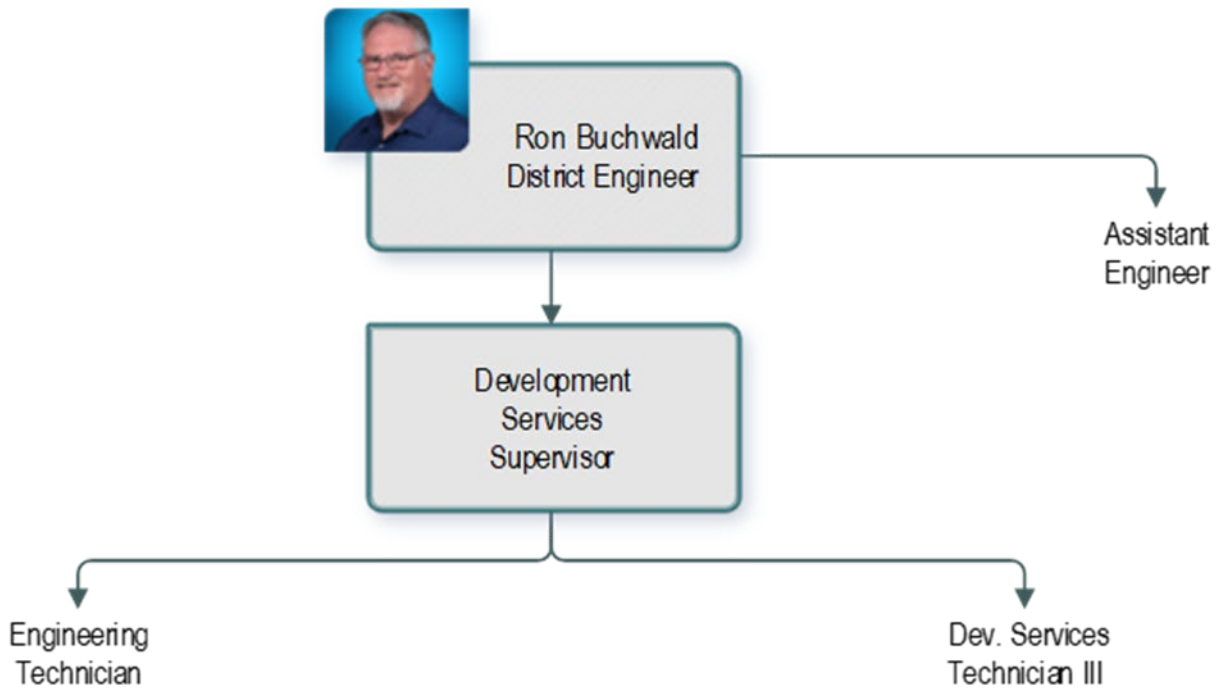 Ron Buchwald
District Engineer
Assistant
Engineer
Development
Services
Supervisor
Engineering
Technician
Dev. Services
Technician III